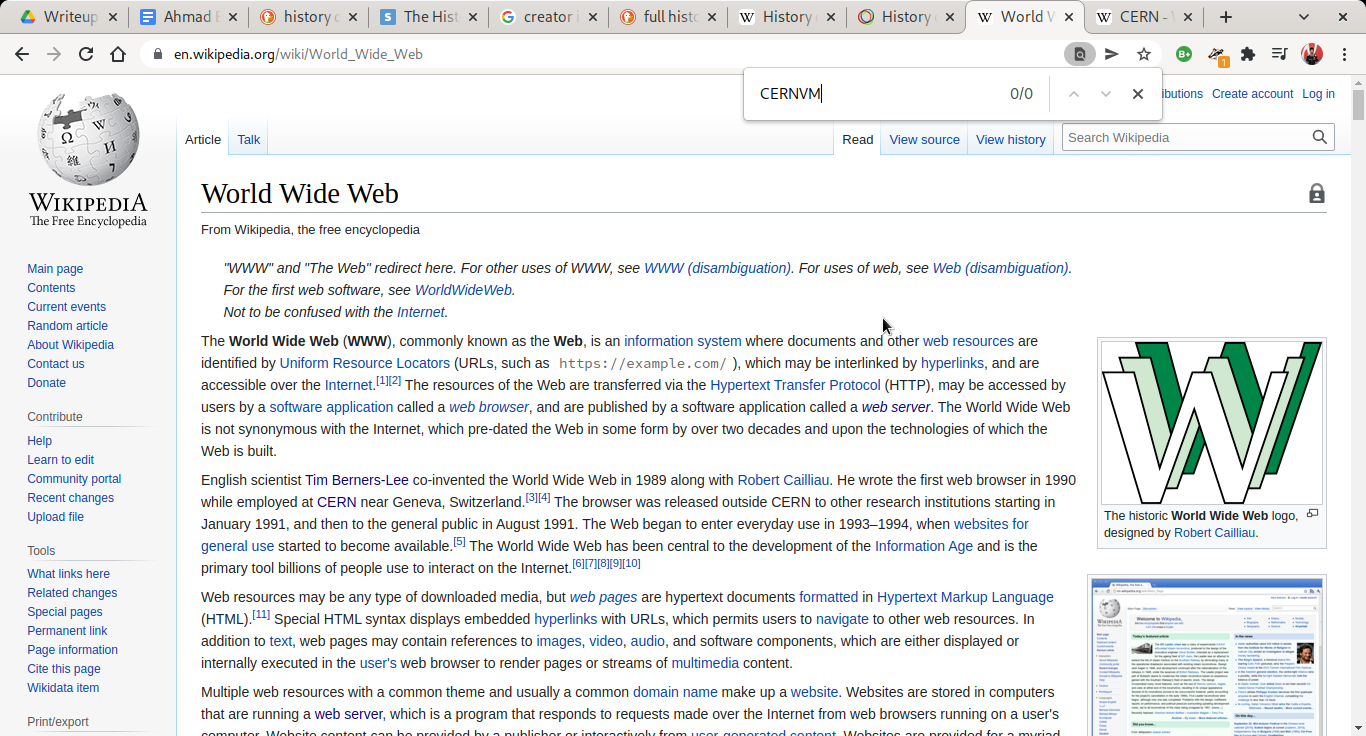 Writeup
Ahmad
history
The Hist
creator i
full hist
History
History
World W
CERN -
en.wikipedia.org/wiki/World_Wide_Web
1
CERNVM
0/0
ibutions
Create account
Log in
Article
Talk
Read
View source
View history
Search Wikipedia
WIKIPEDIA
The Free Encyclopedia
Main page
Contents
Current events
Random article
About Wikipedia
Contact us
Donate
Contribute
Help
Learn to edit
Community portal
Recent changes
Upload file
Tools
What links here
Related changes
Special pages
Permanent link
Page information
Cite this page
Wikidata item
Print/export
World Wide Web
From Wikipedia, the free encyclopedia
"WWW" and "The Web" redirect here. For other uses of WWW, see WWW (disambiguation). For uses of web, see Web (disambiguation).
For the first web software, see WorldWideWeb.
Not to be confused with the Internet.
The World Wide Web (WWW), commonly known as the Web, is an information system where documents and other web resources are
identified by Uniform Resource Locators (URLs, such as https://example.com/ ), which may be interlinked by hyperlinks, and are
accessible over the Internet.[1][2] The resources of the Web are transferred via the Hypertext Transfer Protocol (HTTP), may be accessed by
users by a software application called a web browser, and are published by a software application called a web server. The World Wide Web
is not synonymous with the Internet, which pre-dated the Web in some form by over two decades and upon the technologies of which the
Web is built.
English scientist Tim Berners-Lee co-invented the World Wide Web in 1989 along with Robert Cailliau. He wrote the first web browser in 1990
while employed at CERN near Geneva, Switzerland.[3][4] The browser was released outside CERN to other research institutions starting in
January 1991, and then to the general public in August 1991. The Web began to enter everyday use in 1993–1994, when websites for
general use started to become available.[5] The World Wide Web has been central to the development of the Information Age and is the
primary tool billions of people use to interact on the Internet.[6][7][8][9][10]
Web resources may be any type of downloaded media, but web pages are hypertext documents formatted in Hypertext Markup Language
(HTML).[11] Special HTML syntax displays embedded hyperlinks with URLs, which permits users to navigate to other web resources. In
addition to text, web pages may contain references to images, video, audio, and software components, which are either displayed or
internally executed in the user's web browser to render pages or streams of multimedia content.
Multiple web resources with a common theme and usually a common domain name make up a website. Websites are stored in computers
that are running a web server, which is a program that responds to requests made over the Internet from web browsers running on a user's
computer. Website content can be provided by a publisher or interactively from user-generated content. Websites are provided for a myriad
The historic World Wide Web logo,
designed by Robert Cailliau.